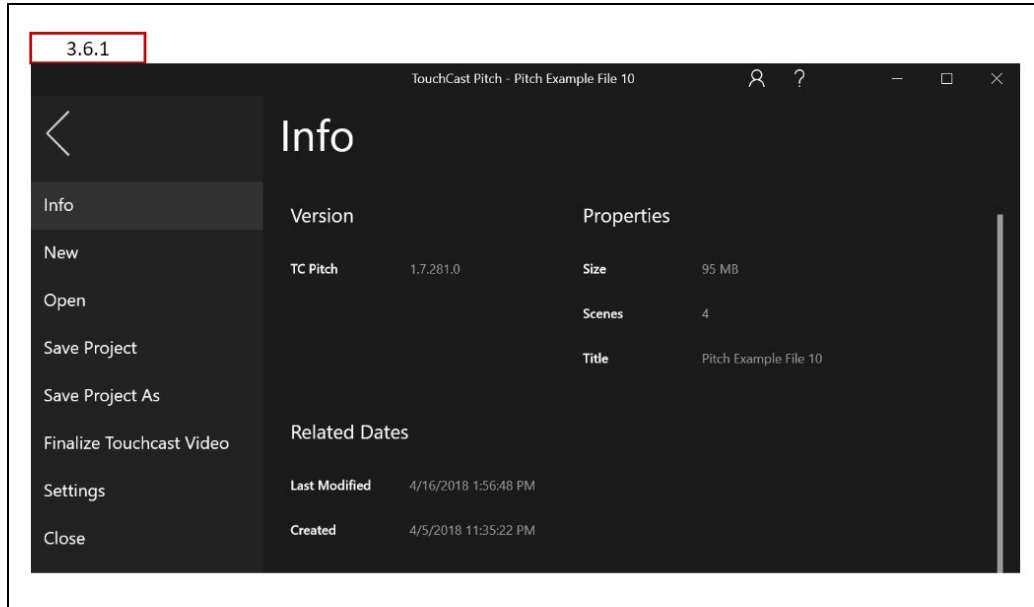 3.6.1
TouchCast Pitch - Pitch Example File 10
?
Info
Info
New
Open
Save Project
Save Project As
Finalize Touchcast Video
Settings
Close
Version
TC Pitch 1.7.281.0
Properties
Size 95 MB
Scenes 4
Title Pitch Example File 10
Related Dates
Last Modified 4/16/2018 1:56:48 PM
Created 4/5/2018 11:35:22 PM